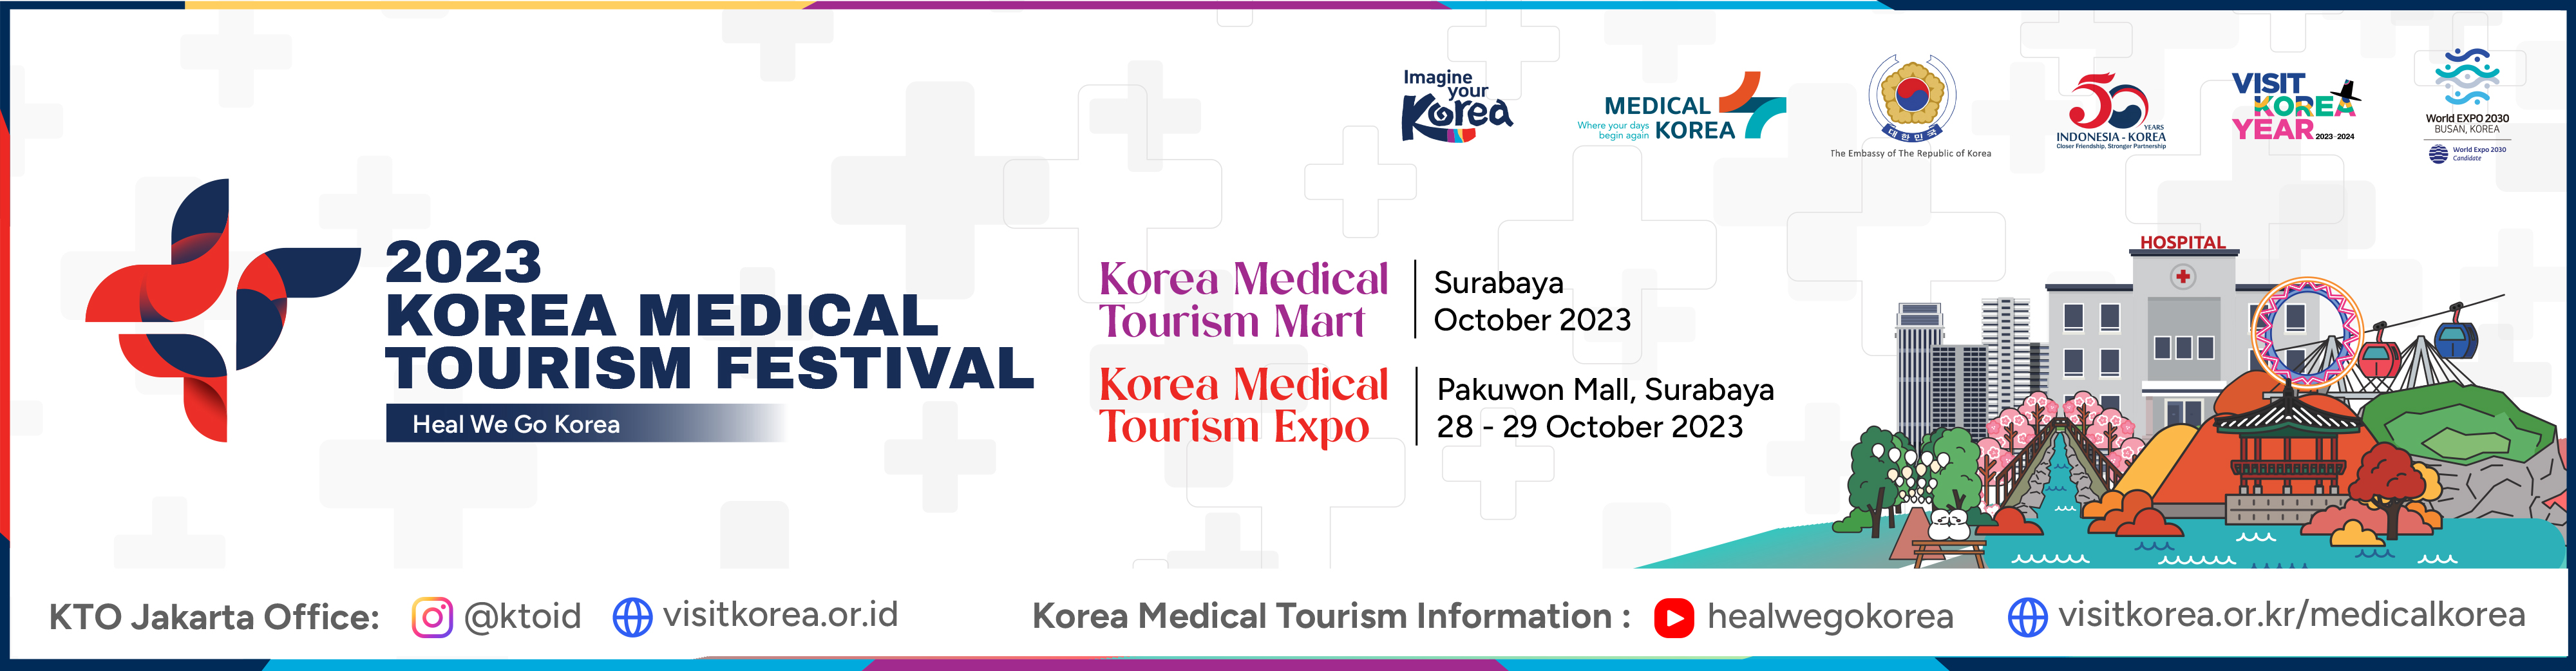 Imagine
your
Korea
MEDICAL
KOREA
Where your days
begin again
대한민국
The Embassy of The Republic of Korea
50
YEARS
INDONESIA - KOREA
Closer Friendship, Stronger Partnership
VISIT
KOREA
YEAR 2023-2024
World EXPO 2030
BUSAN, KOREA
World Expo 2030
Candidate
2023
KOREA MEDICAL
TOURISM FESTIVAL
Heal We Go Korea
Korea Medical
Tourism Mart
Surabaya
October 2023
Korea Medical
Tourism Expo
Pakuwon Mall, Surabaya
28 - 29 October 2023
HOSPITAL
KTO Jakarta Office: @ktoid visitkorea.or.id
Korea Medical Tourism Information : healwegokorea visitkorea.or.kr/medicalkorea